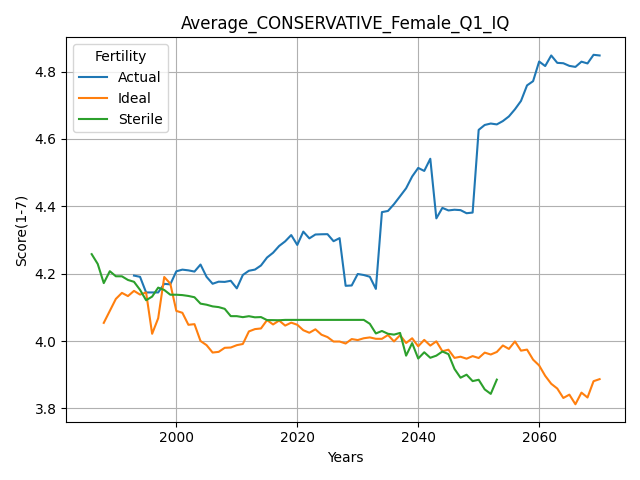 Average_CONSERVATIVE_Female_Q1_IQ
Fertility
Actual
Ideal
Sterile
Score(1-7)
4.8
4.6
4.4
4.2
4.0
3.8
2000 2020 2040 2060
Years